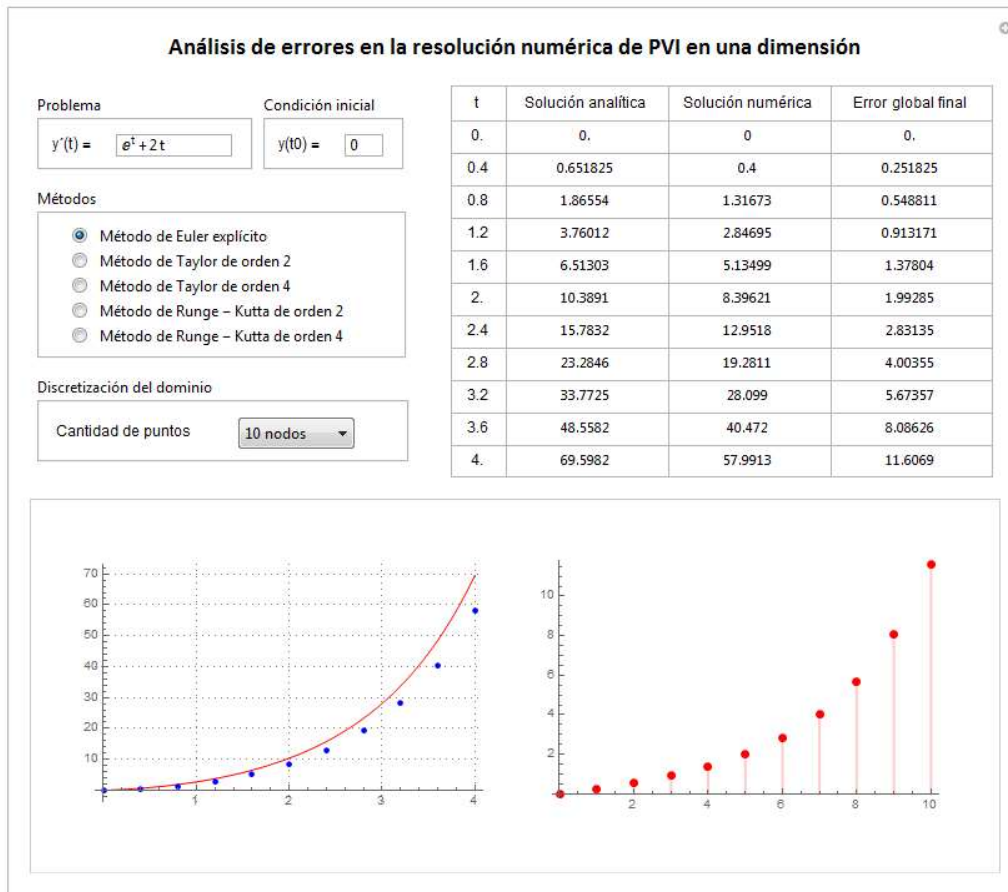 Análisis de errores en la resolución numérica de PVI en una dimensión
Problema
y´(t) = e^t + 2 t
Condición inicial
y(t0) = 0
Métodos
Método de Euler explícito
Método de Taylor de orden 2
Método de Taylor de orden 4
Método de Runge – Kutta de orden 2
Método de Runge – Kutta de orden 4
Discretización del dominio
Cantidad de puntos 10 nodos
t Solución analítica Solución numérica Error global final
0. 0. 0 0.
0.4 0.651825 0.4 0.251825
0.8 1.86554 1.31673 0.548811
1.2 3.76012 2.84695 0.913171
1.6 6.51303 5.13499 1.37804
2. 10.3891 8.39621 1.99285
2.4 15.7832 12.9518 2.83135
2.8 23.2846 19.2811 4.00355
3.2 33.7725 28.099 5.67357
3.6 48.5582 40.472 8.08626
4. 69.5982 57.9913 11.6069
70
60
50
40
30
20
10
1 2 3 4
10
8
6
4
2
2 4 6 8 10